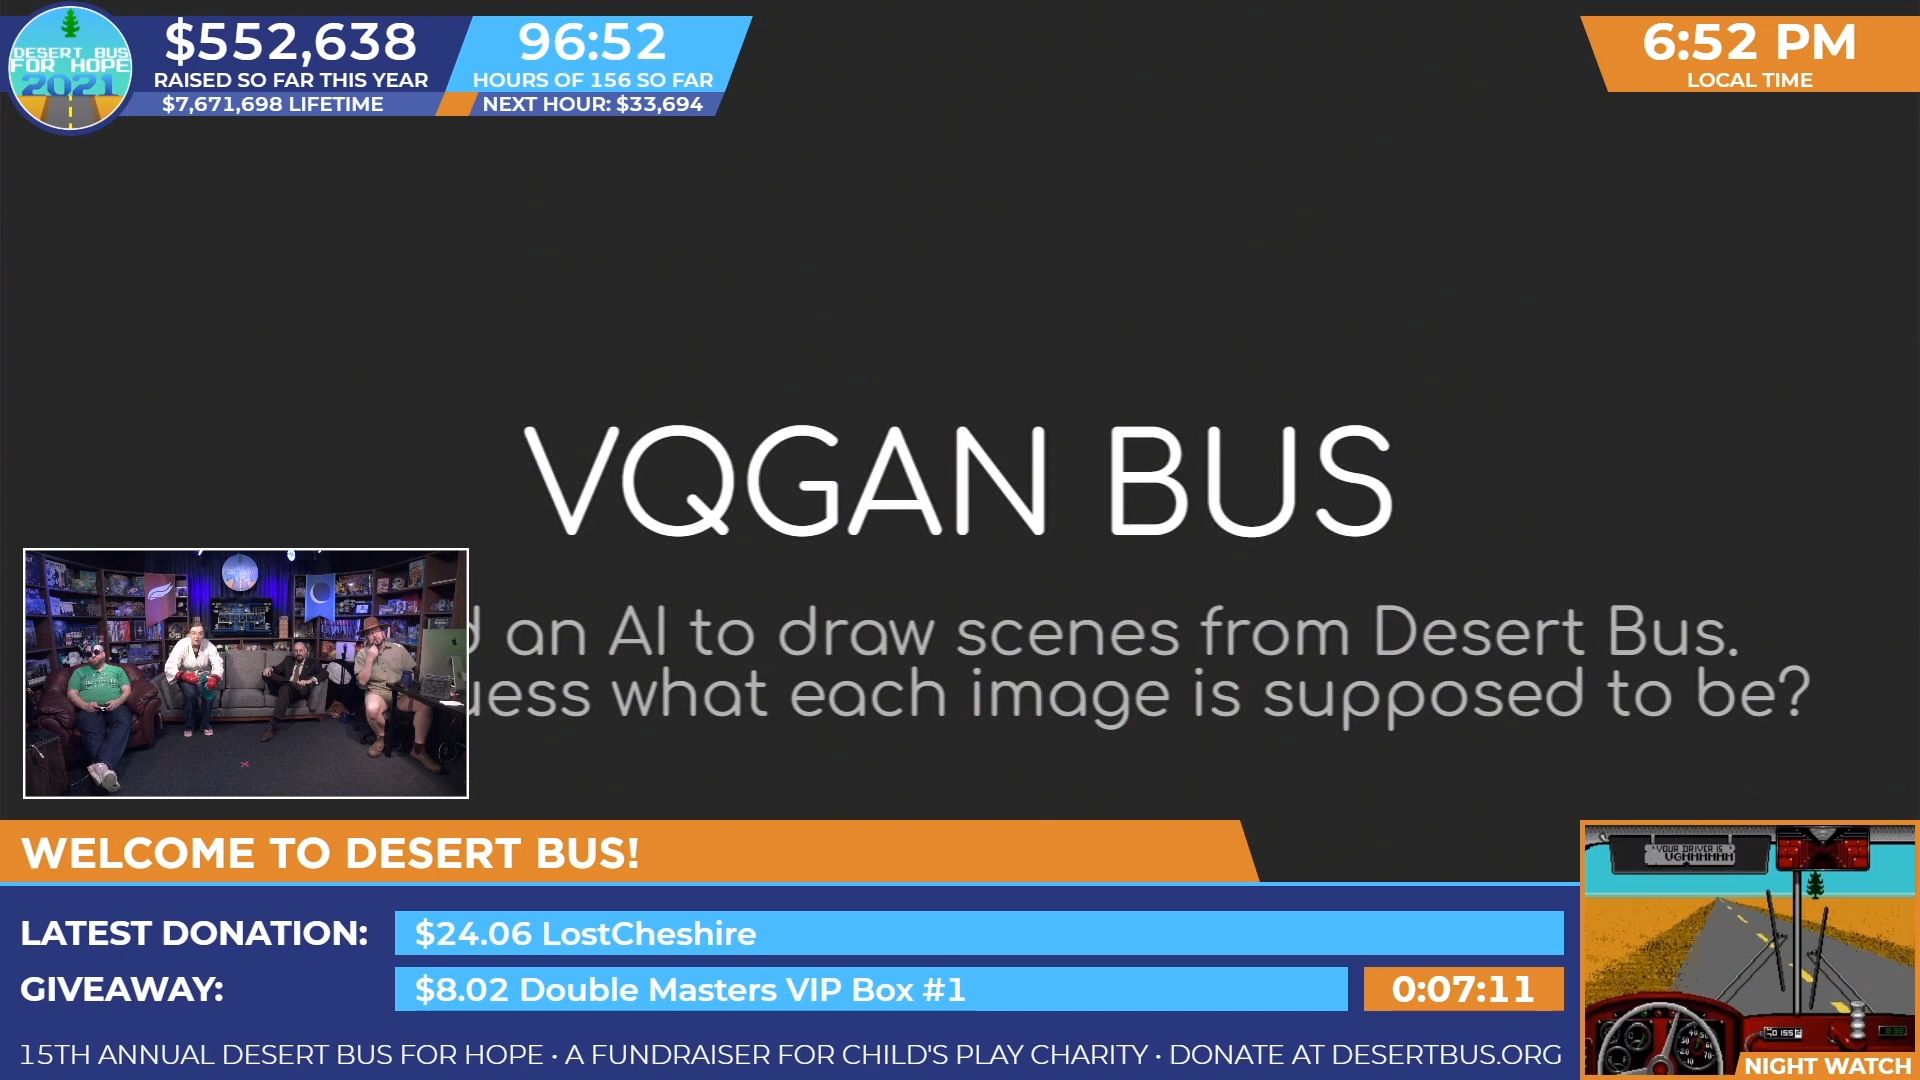 DESERT BUS
FOR HOPE
2021
$552,638
RAISED SO FAR THIS YEAR
$7,671,698 LIFETIME
96:52
HOURS OF 156 SO FAR
NEXT HOUR: $33,694
6:52 PM
LOCAL TIME
VQGAN BUS
an AI to draw scenes from Desert Bus.
what each image is supposed to be?
WELCOME TO DESERT BUS!
LATEST DONATION:
$24.06 LostCheshire
GIVEAWAY:
$8.02 Double Masters VIP Box #1
0:07:11
15TH ANNUAL DESERT BUS FOR HOPE • A FUNDRAISER FOR CHILD'S PLAY CHARITY • DONATE AT DESERTBUS.ORG
YOUR DRIVER IS
VGHHHHHH
NIGHT WATCH